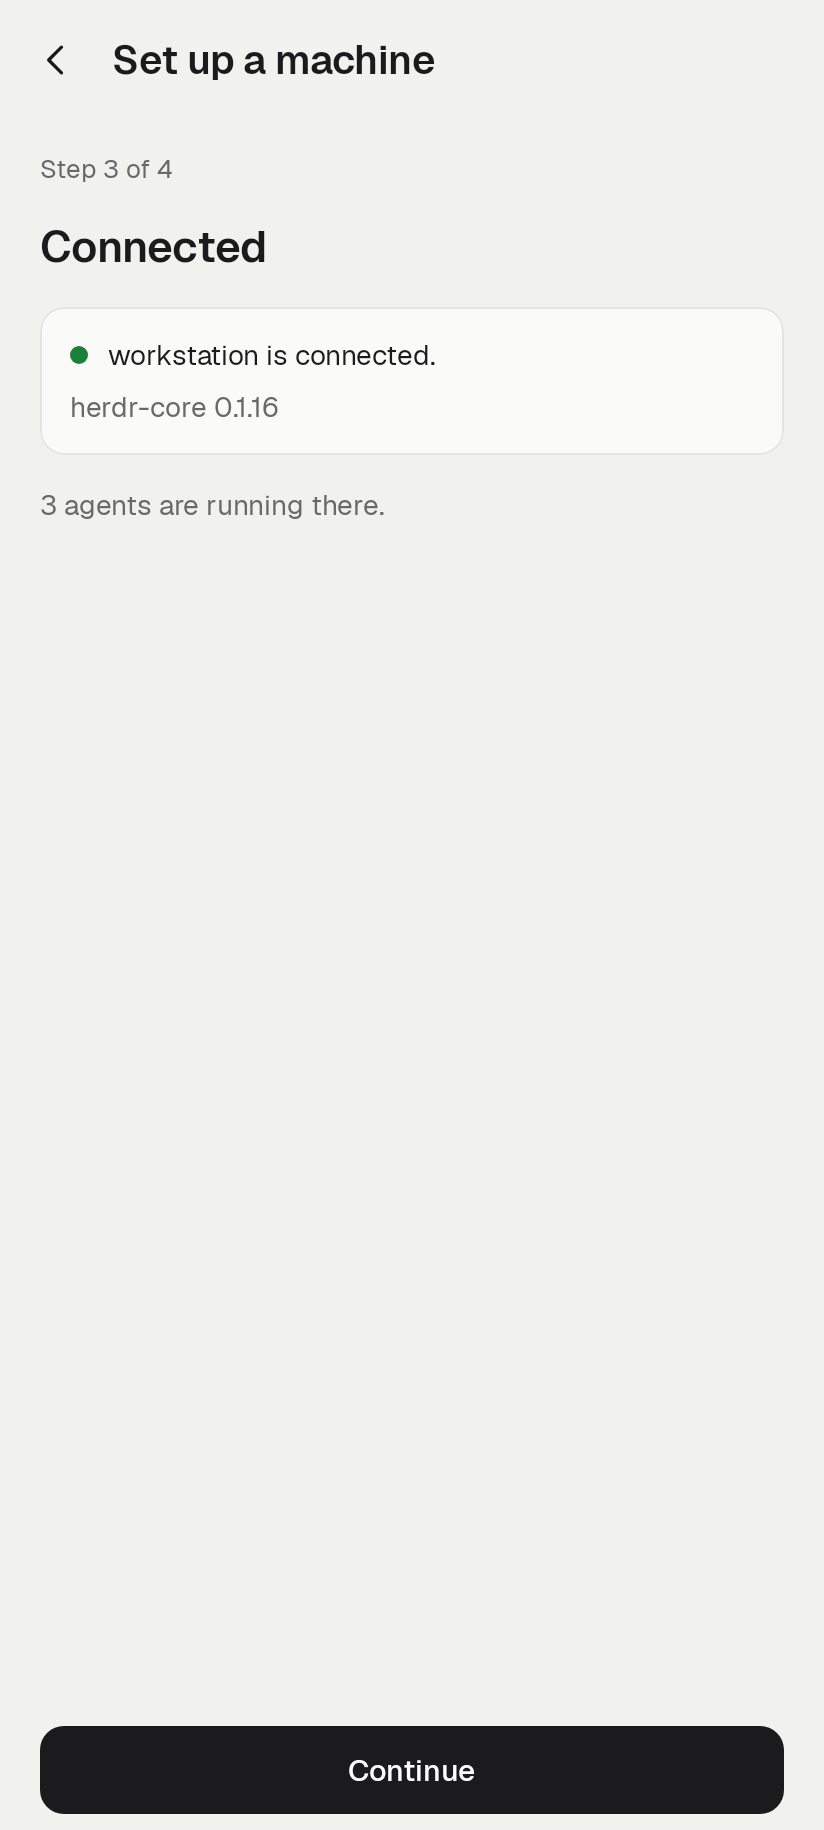 Set up a machine
Step 3 of 4
Connected
workstation is connected.
herdr-core 0.1.16
3 agents are running there.
Continue